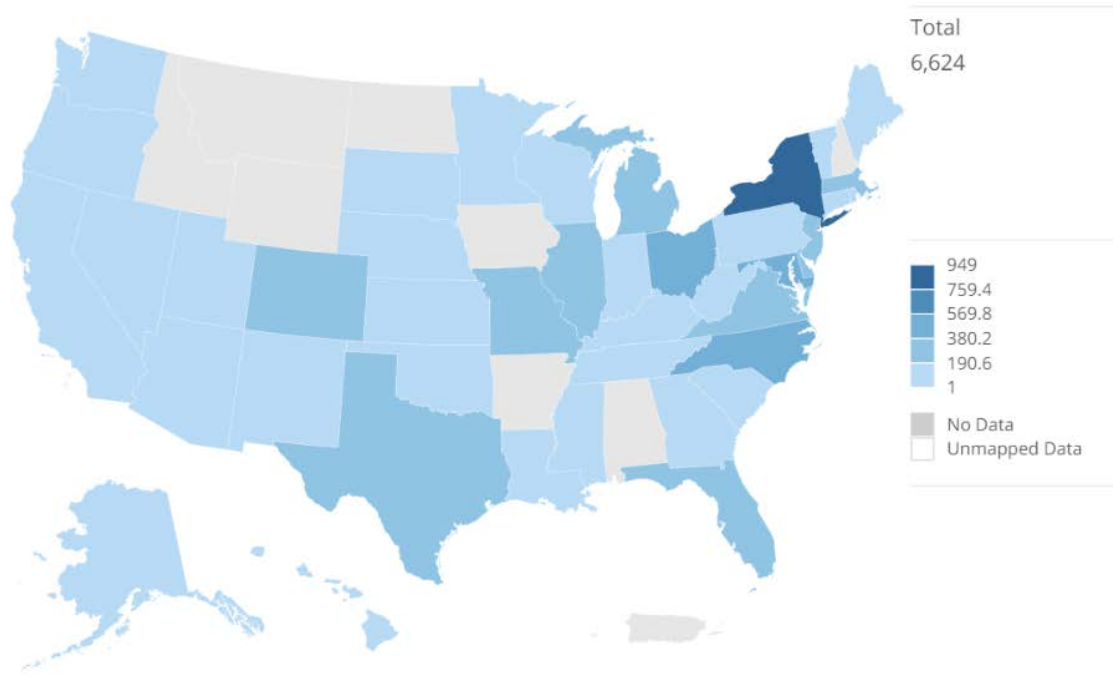 Total
6,624
949
759.4
569.8
380.2
190.6
1
No Data
Unmapped Data